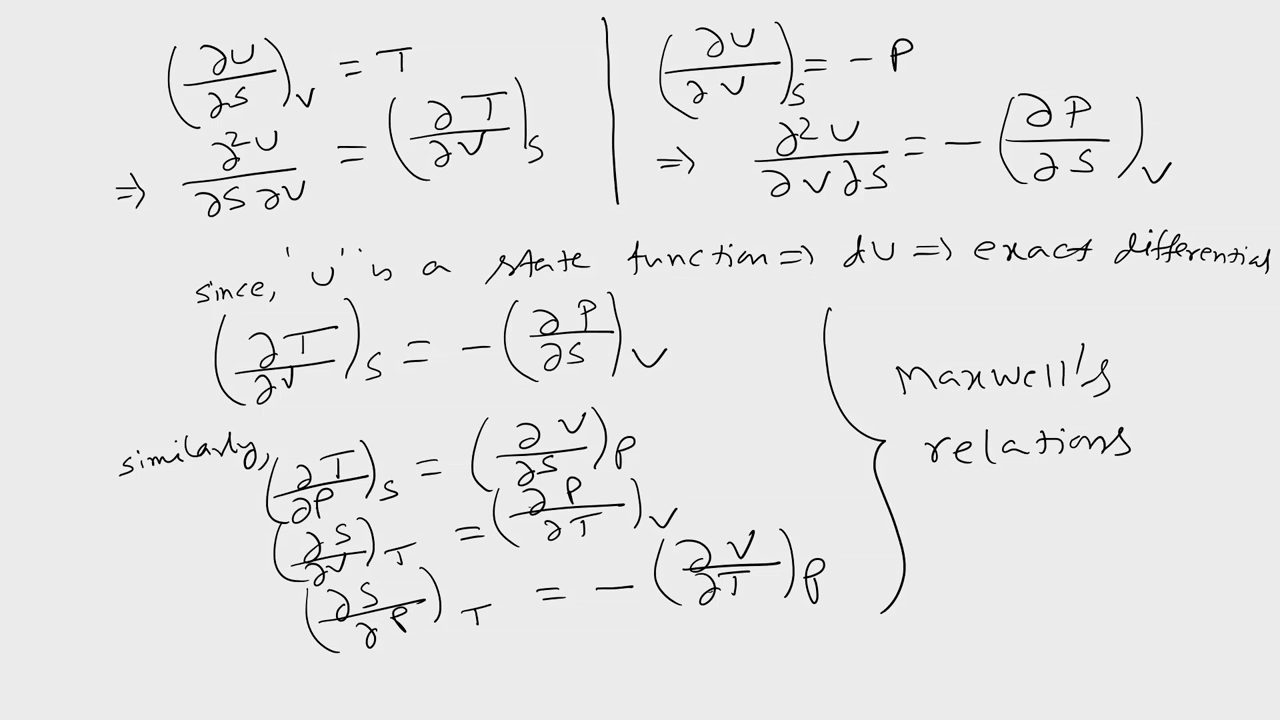 (∂U/∂S)_V = T
(∂U/∂V)_S = - P
⇒ ∂²U/∂S ∂V = (∂T/∂V)_S
⇒ ∂²U/∂V ∂S = - (∂P/∂S)_V
since, 'U' is a state function ⇒ dU ⇒ exact differential
(∂T/∂V)_S = - (∂P/∂S)_V
similarly, (∂T/∂P)_S = (∂V/∂S)_P
(∂S/∂V)_T = (∂P/∂T)_V
(∂S/∂P)_T = - (∂V/∂T)_P
Maxwell's
relations